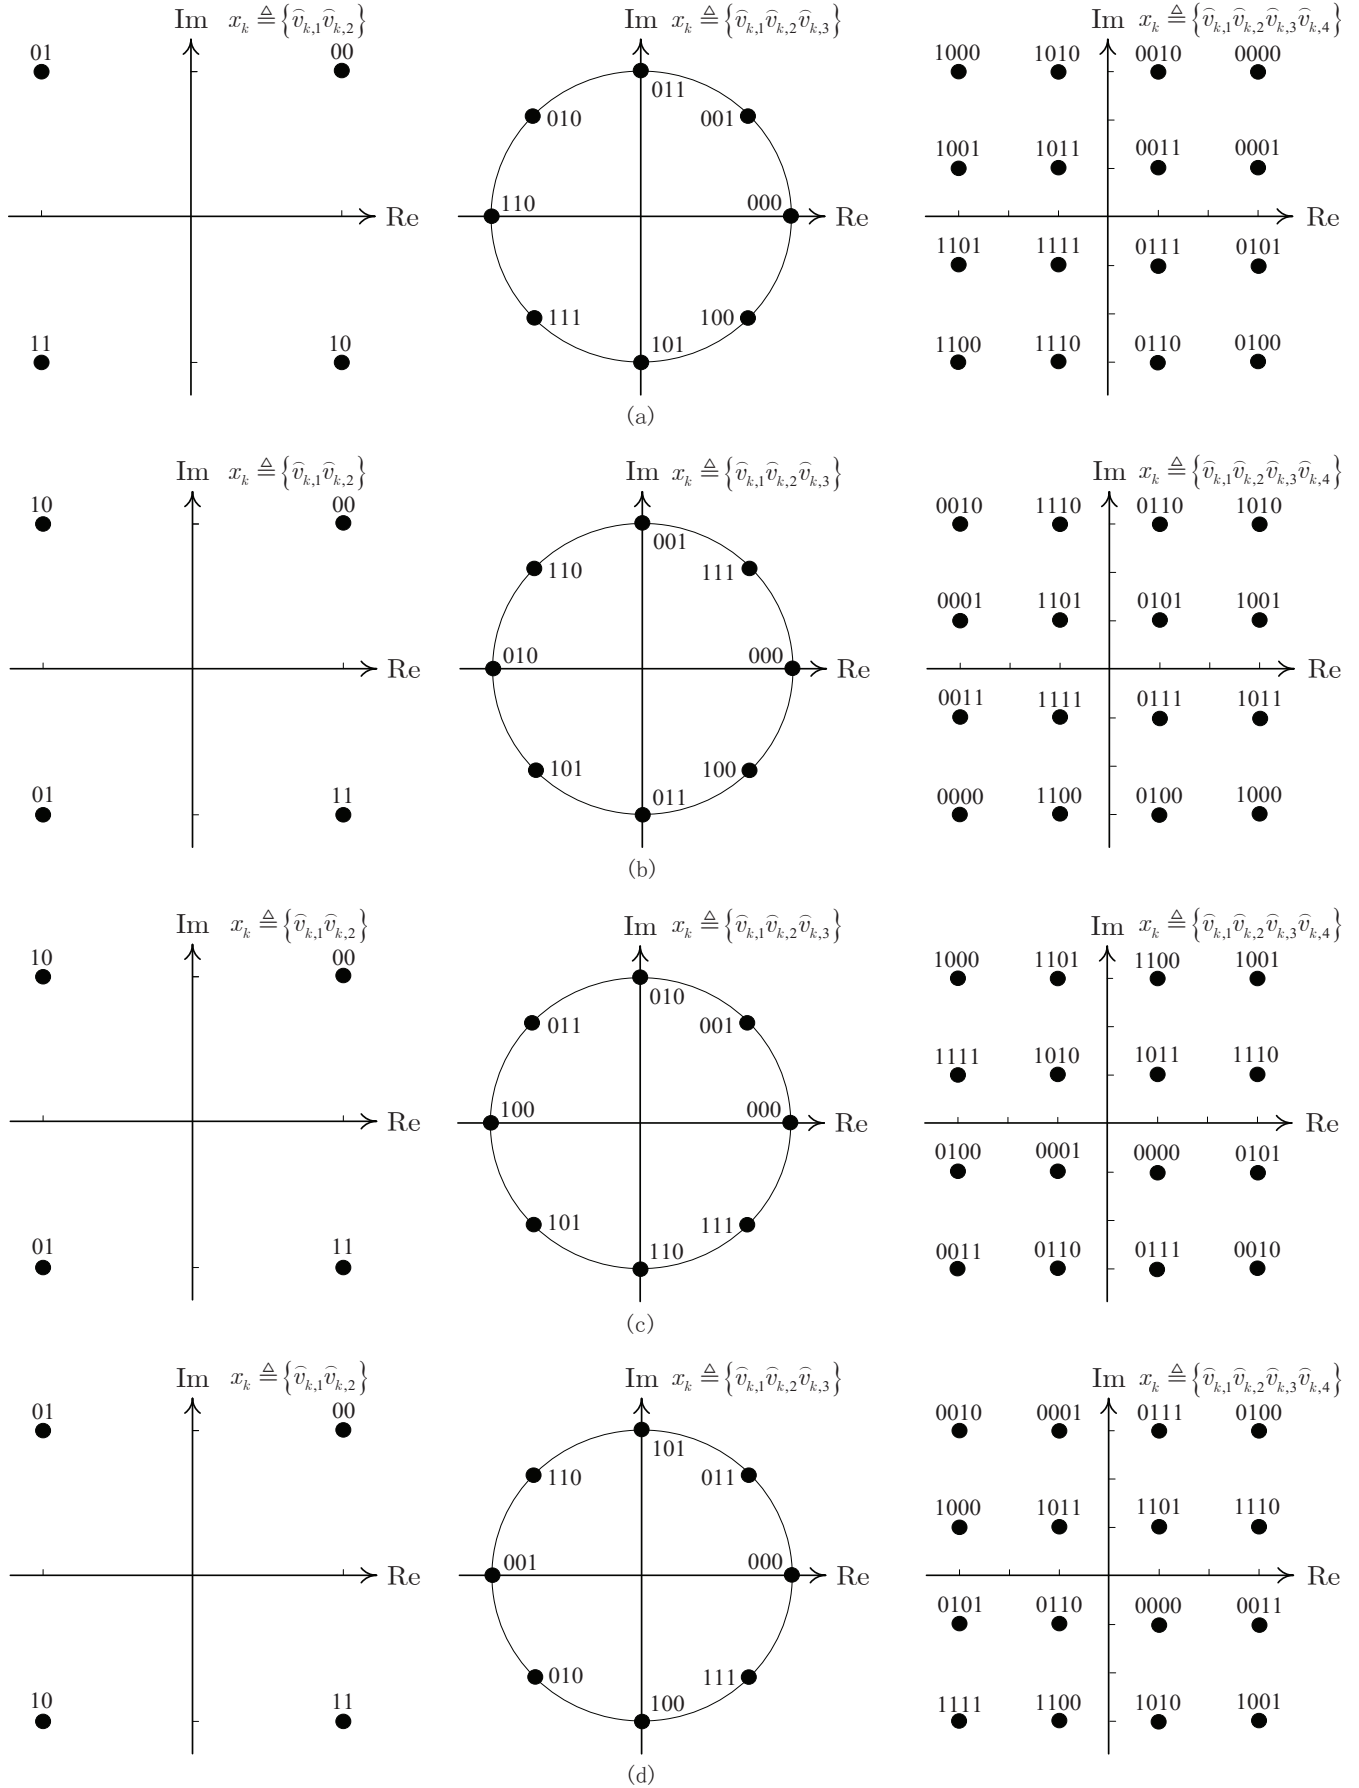 Im x_k ≜ {v̂_{k,1} v̂_{k,2}} Im x_k ≜ {v̂_{k,1} v̂_{k,2} v̂_{k,3}} Im x_k ≜ {v̂_{k,1} v̂_{k,2} v̂_{k,3} v̂_{k,4}}
01 00 1000 1010 0010 0000
011
010 001
1001 1011 0011 0001
110 000
Re Re Re
1101 1111 0111 0101
111 100
11 10 101 1100 1110 0110 0100
(a)
Im x_k ≜ {v̂_{k,1} v̂_{k,2}} Im x_k ≜ {v̂_{k,1} v̂_{k,2} v̂_{k,3}} Im x_k ≜ {v̂_{k,1} v̂_{k,2} v̂_{k,3} v̂_{k,4}}
10 00 0010 1110 0110 1010
001
110 111
0001 1101 0101 1001
010 000
Re Re Re
0011 1111 0111 1011
101 100
01 11 011 0000 1100 0100 1000
(b)
Im x_k ≜ {v̂_{k,1} v̂_{k,2}} Im x_k ≜ {v̂_{k,1} v̂_{k,2} v̂_{k,3}} Im x_k ≜ {v̂_{k,1} v̂_{k,2} v̂_{k,3} v̂_{k,4}}
10 00 1000 1101 1100 1001
010
011 001
1111 1010 1011 1110
100 000
Re Re Re
0100 0001 0000 0101
101 111
01 11 110 0011 0110 0111 0010
(c)
Im x_k ≜ {v̂_{k,1} v̂_{k,2}} Im x_k ≜ {v̂_{k,1} v̂_{k,2} v̂_{k,3}} Im x_k ≜ {v̂_{k,1} v̂_{k,2} v̂_{k,3} v̂_{k,4}}
01 00 0010 0001 0111 0100
101
110 011
1000 1011 1101 1110
001 000
Re Re Re
0101 0110 0000 0011
010 111
10 11 100 1111 1100 1010 1001
(d)